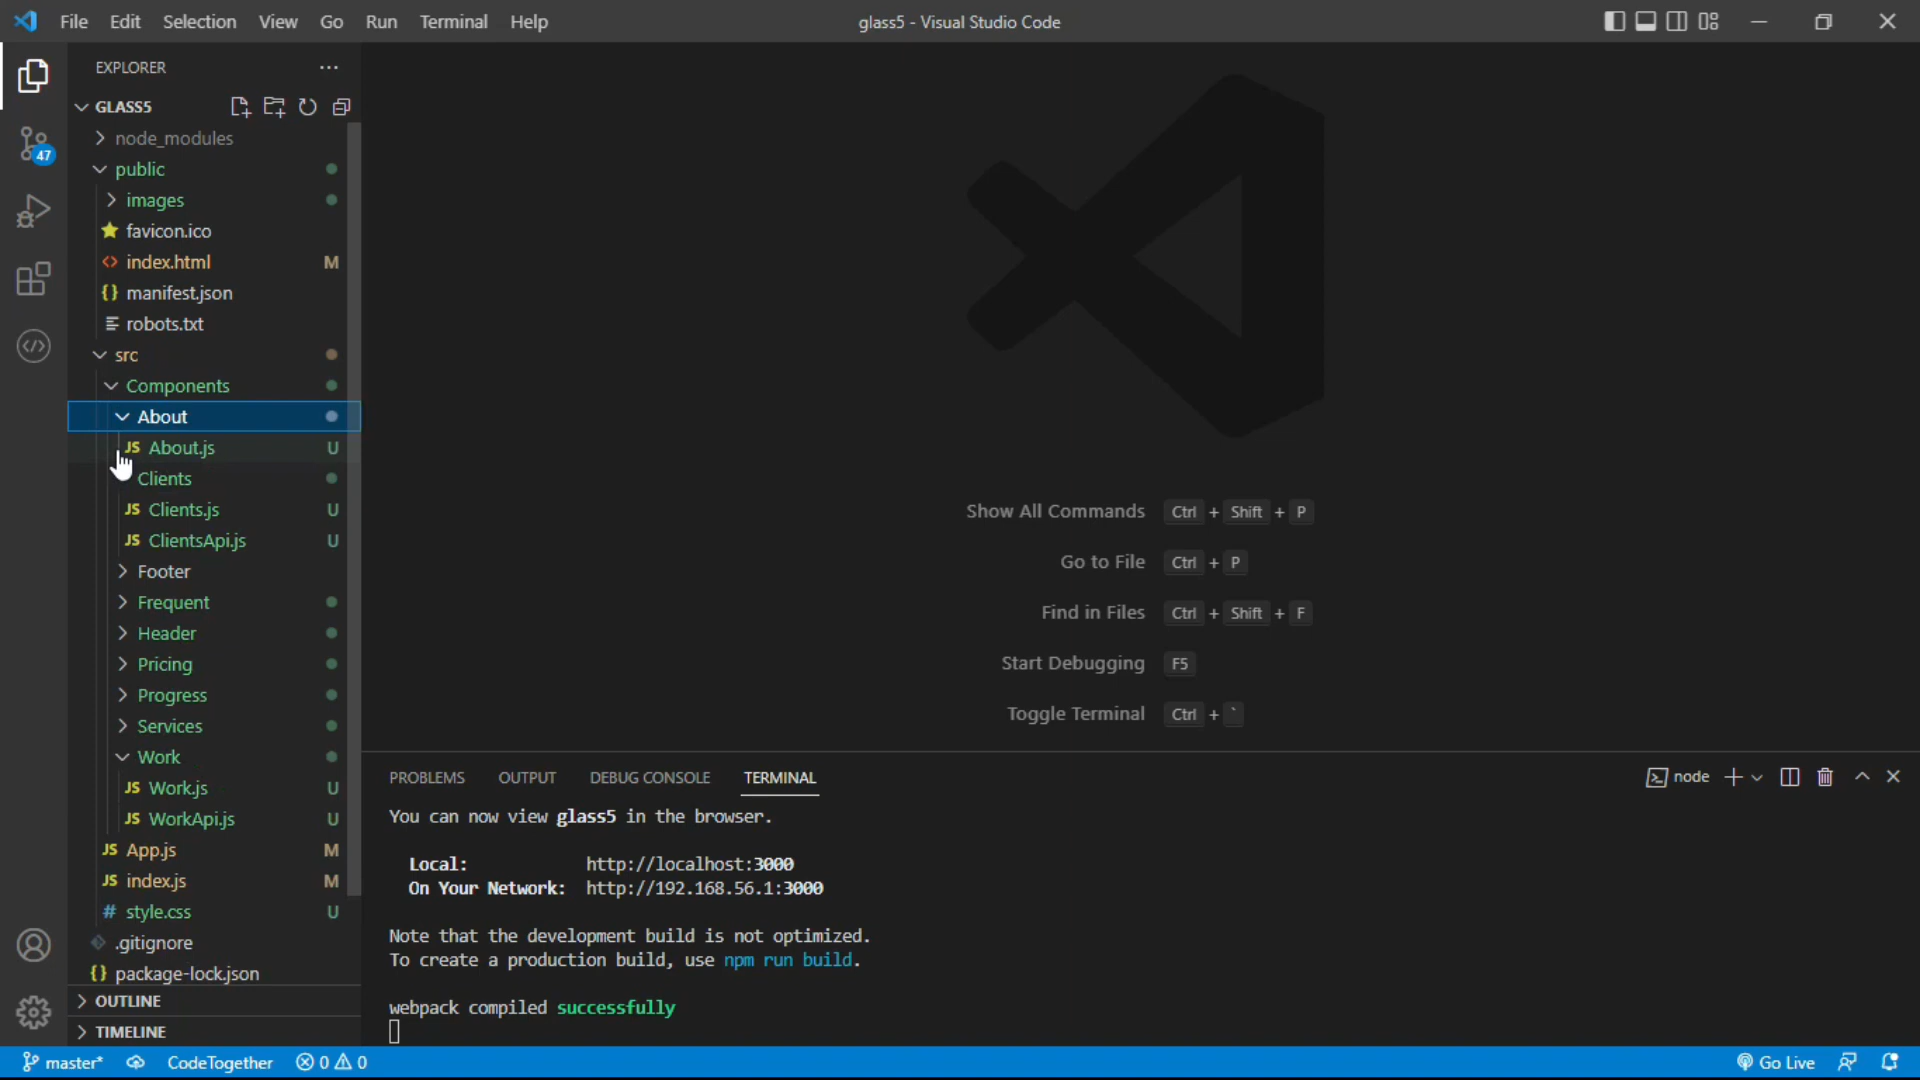 File Edit Selection View Go Run Terminal Help
glass5 - Visual Studio Code
EXPLORER
GLASS5
node_modules
public
images
favicon.ico
index.html M
manifest.json
robots.txt
src
Components
About
JS About.js U
Clients
JS Clients.js U
JS ClientsApi.js U
Footer
Frequent
Header
Pricing
Progress
Services
Work
JS Work.js U
JS WorkApi.js U
JS App.js M
JS index.js M
# style.css U
.gitignore
{} package-lock.json
OUTLINE
TIMELINE
47
Show All Commands Ctrl + Shift + P
Go to File Ctrl + P
Find in Files Ctrl + Shift + F
Start Debugging F5
Toggle Terminal Ctrl + `
PROBLEMS OUTPUT DEBUG CONSOLE TERMINAL
node
You can now view glass5 in the browser.
Local: http://localhost:3000
On Your Network: http://192.168.56.1:3000
Note that the development build is not optimized.
To create a production build, use npm run build.
webpack compiled successfully
master* CodeTogether 0 0 Go Live